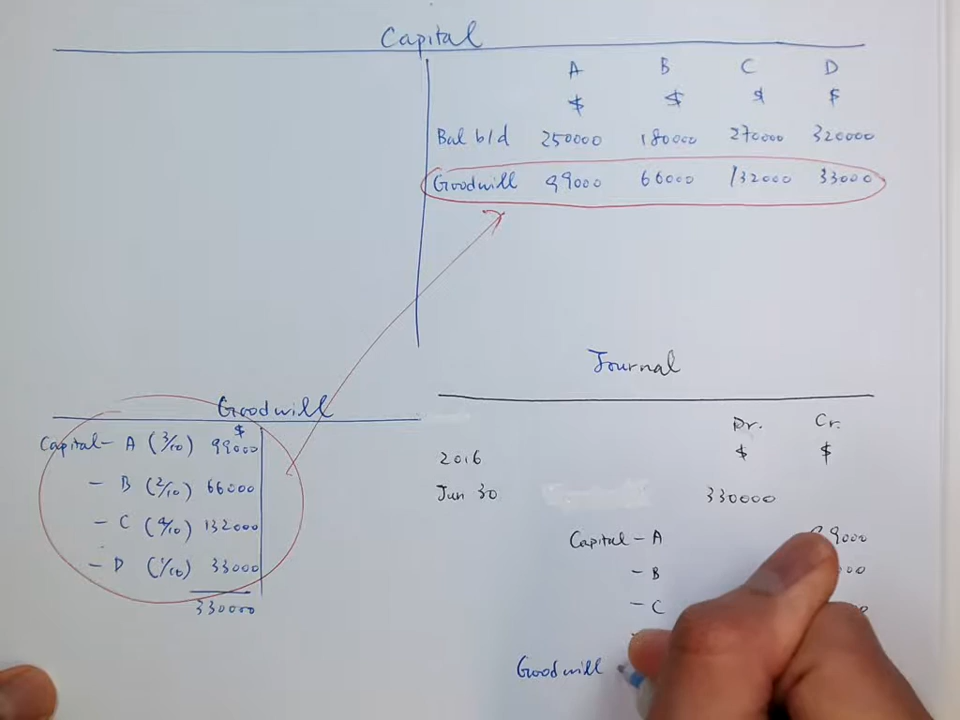 Capital
A B C D
$ $ $ $
Bal b/d 250000 180000 270000 320000
Goodwill 99000 66000 132000 33000
Goodwill
$
Capital - A (3/10) 99000
- B (2/10) 66000
- C (4/10) 132000
- D (1/10) 33000
330000
Journal
Dr. Cr.
2016 $ $
Jun 30 330000
Capital - A 99000
- B
- C
Goodwill